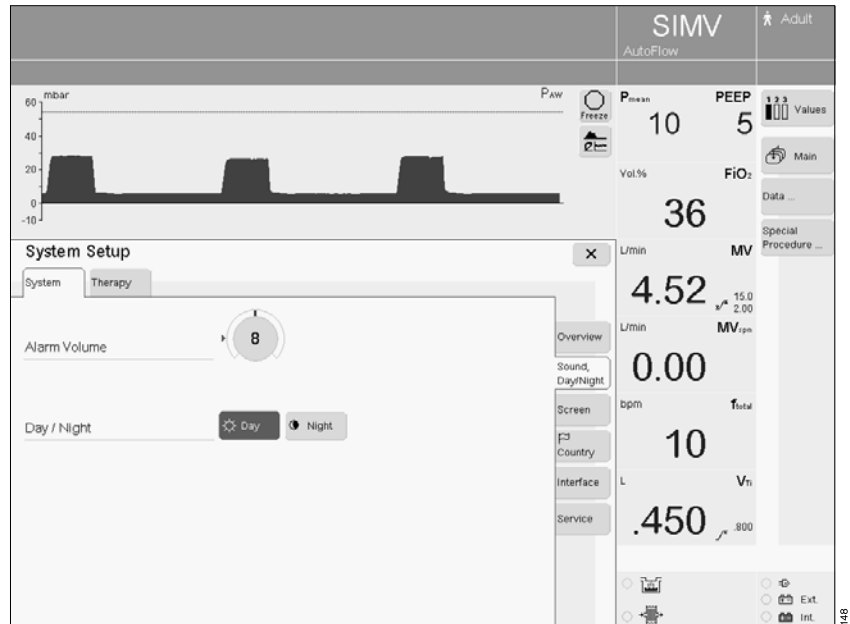 SIMV
AutoFlow
Adult
mbar
Paw
60
40
20
0
-10
Freeze
Pmean
PEEP
10
5
1 2 3
Values
Main
Vol.%
FiO2
36
Data ...
Special
Procedure ...
System Setup
×
System
Therapy
L/min
MV
4.52
15.0
2.00
Alarm Volume
8
Overview
Sound,
Day/Night
Screen
Country
Interface
Service
Day / Night
Day
Night
L/min
MVspn
0.00
bpm
ftotal
10
L
VTi
.450
.800
Ext.
Int.
148